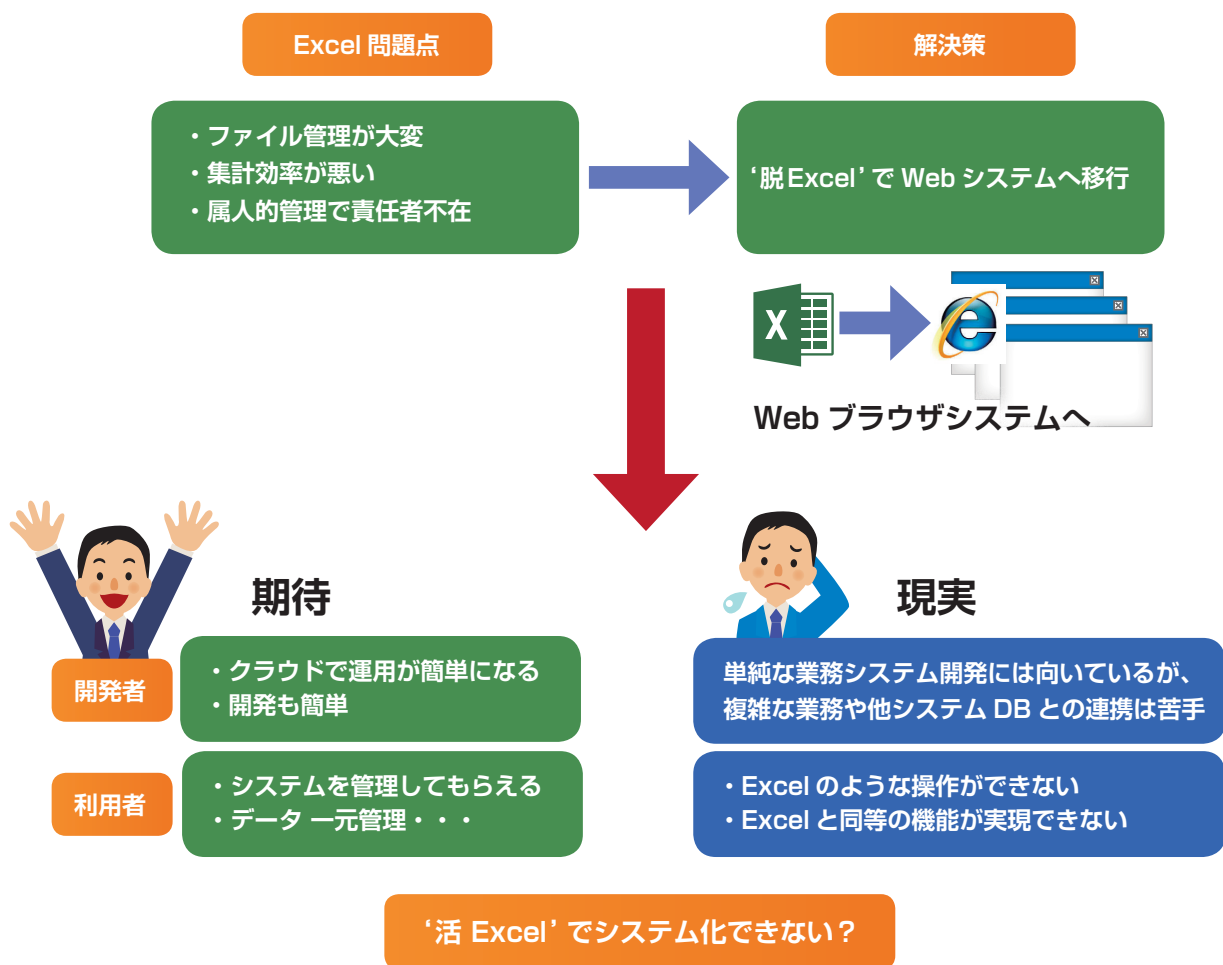 Excel 問題点
解決策
・ファイル管理が大変
・集計効率が悪い
・属人的管理で責任者不在
‘脱Excel’で Web システムへ移行
X
e
Web ブラウザシステムへ
期待
現実
開発者
・クラウドで運用が簡単になる
・開発も簡単
単純な業務システム開発には向いているが、
複雑な業務や他システム DB との連携は苦手
利用者
・システムを管理してもらえる
・データ 一元管理・・・
・Excel のような操作ができない
・Excel と同等の機能が実現できない
‘活 Excel’でシステム化できない？